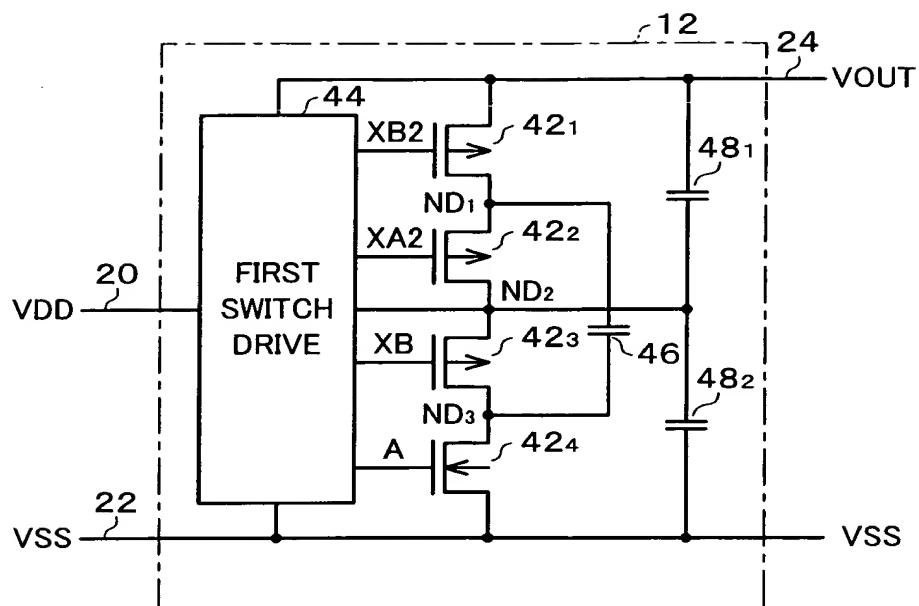 12
24
VOUT
44
XB2
42₁
48₁
ND₁
XA2
42₂
20
VDD
FIRST
SWITCH
DRIVE
ND₂
XB
42₃
46
48₂
ND₃
A
42₄
22
VSS
VSS